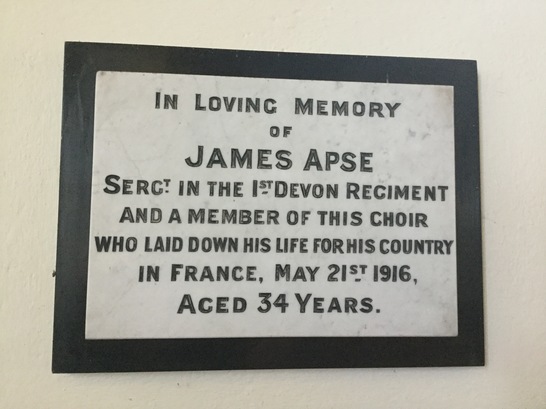 IN LOVING MEMORY
OF
JAMES APSE
SERGT IN THE 1ST DEVON REGIMENT
AND A MEMBER OF THIS CHOIR
WHO LAID DOWN HIS LIFE FOR HIS COUNTRY
IN FRANCE, MAY 21ST 1916,
AGED 34 YEARS.